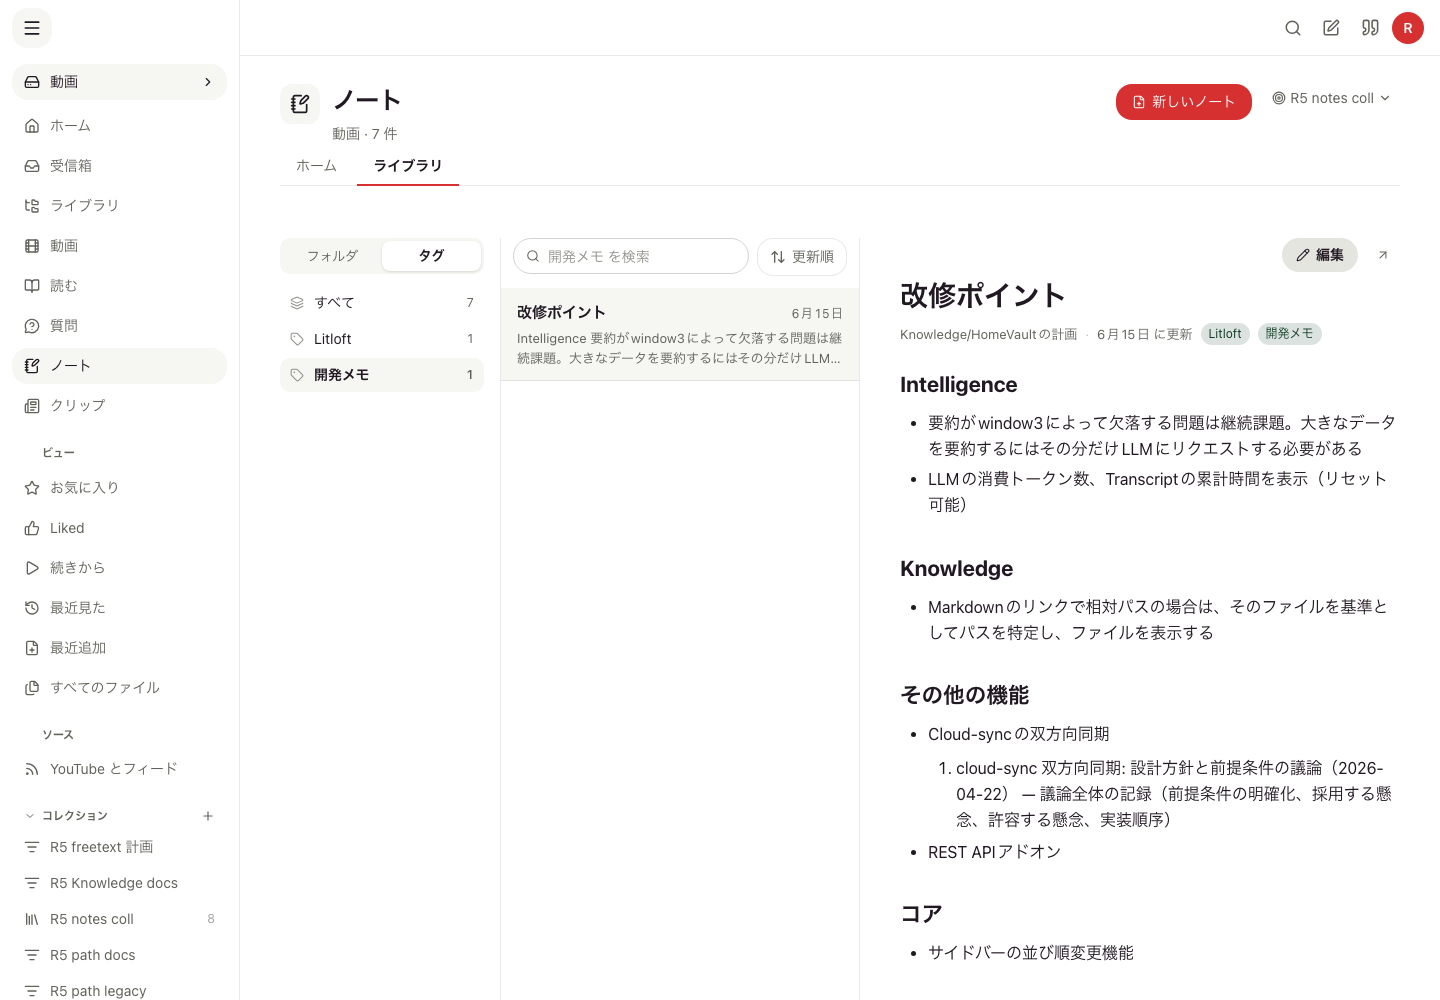 動画
ホーム
受信箱
ライブラリ
動画
読む
質問
ノート
クリップ
ビュー
お気に入り
Liked
続きから
最近見た
最近追加
すべてのファイル
ソース
YouTube とフィード
コレクション
R5 freetext 計画
R5 Knowledge docs
R5 notes coll 8
R5 path docs
R5 path legacy
R
ノート
動画 · 7 件
新しいノート
R5 notes coll
ホーム ライブラリ
フォルダ タグ
すべて 7
Litloft 1
開発メモ 1
開発メモ を検索
更新順
改修ポイント 6月15日
Intelligence 要約がwindow3によって欠落する問題は継
続課題。大きなデータを要約するにはその分だけLLM...
編集
改修ポイント
Knowledge/HomeVaultの計画 · 6月15日 に更新 Litloft 開発メモ
Intelligence
• 要約がwindow3によって欠落する問題は継続課題。大きなデータ
を要約するにはその分だけLLMにリクエストする必要がある
• LLMの消費トークン数、Transcriptの累計時間を表示（リセット
可能）
Knowledge
• Markdownのリンクで相対パスの場合は、そのファイルを基準と
してパスを特定し、ファイルを表示する
その他の機能
• Cloud-syncの双方向同期
1. cloud-sync 双方向同期: 設計方針と前提条件の議論（2026-
04-22） — 議論全体の記録（前提条件の明確化、採用する懸
念、許容する懸念、実装順序）
• REST APIアドオン
コア
• サイドバーの並び順変更機能